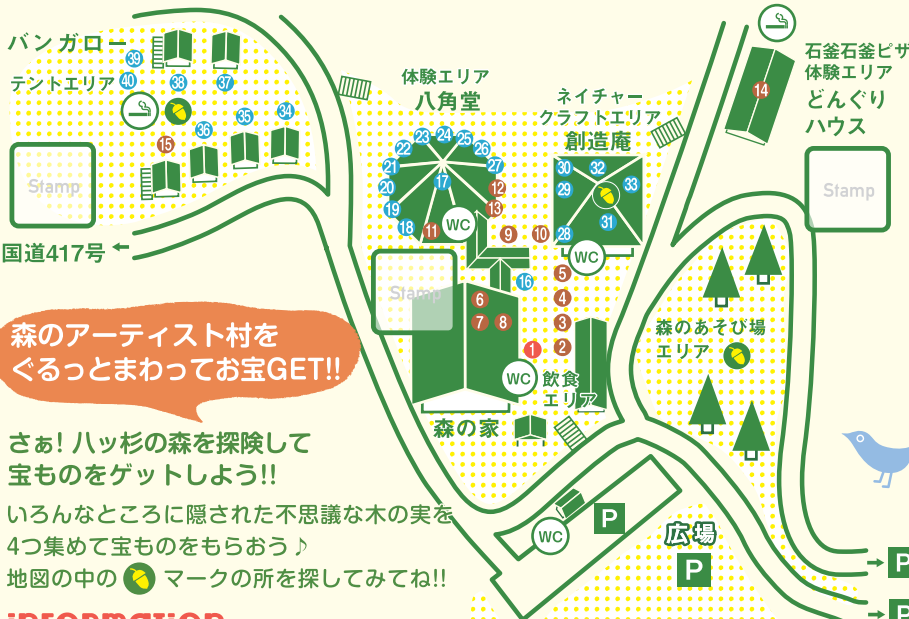 バンガロー
39
38
37
テントエリア
40
36
35
34
15
Stamp
国道417号
体験エリア
八角堂
24
23
25
22
26
21
27
17
20
12
19
13
18
11
WC
9
10
ネイチャー
クラフトエリア
創造庵
30
32
29
33
31
28
WC
石釜石釜ピザ
体験エリア
どんぐり
ハウス
14
Stamp
Stamp
16
5
6
4
7
8
3
1
2
WC
飲食
エリア
森の家
森のあそび場
エリア
森のアーティスト村を
ぐるっとまわってお宝GET!!
さぁ! 八ッ杉の森を探険して
宝ものをゲットしよう!!
いろんなところに隠された不思議な木の実を
4つ集めて宝ものをもらおう♪
地図の中の マークの所を探してみてね!!
WC
P
広場
P
P
P
information